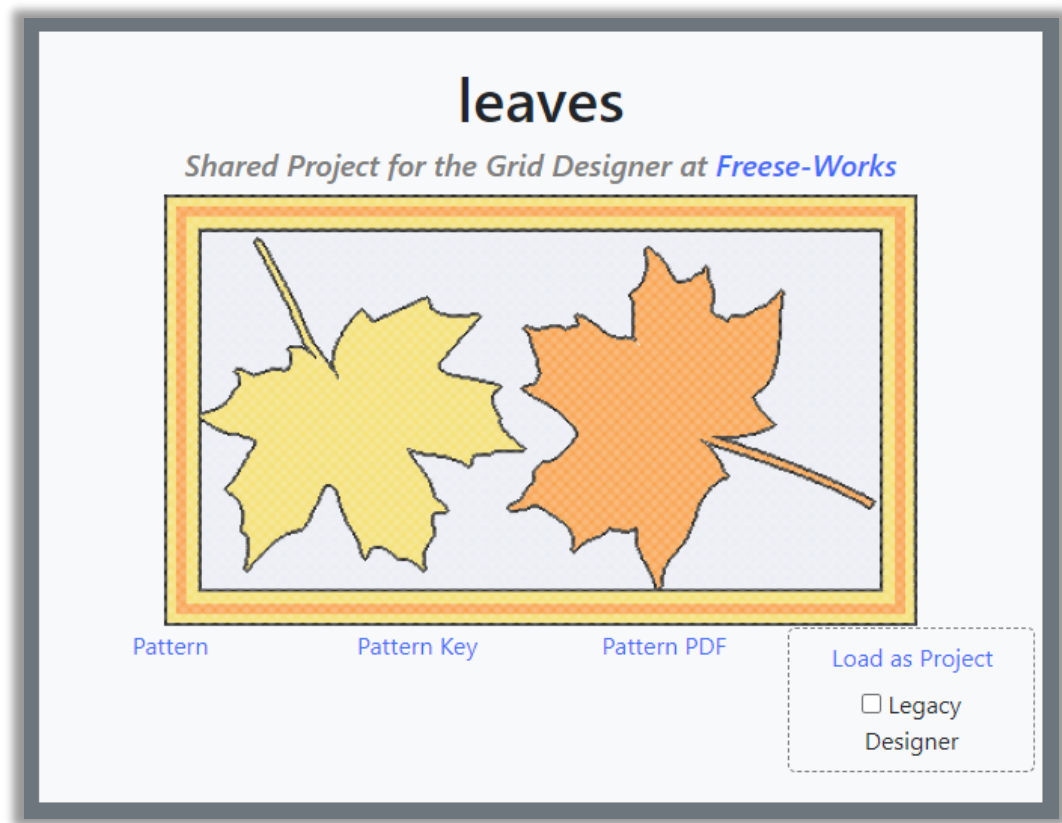 leaves
Shared Project for the Grid Designer at Freese-Works
Pattern
Pattern Key
Pattern PDF
Load as Project
Legacy
Designer